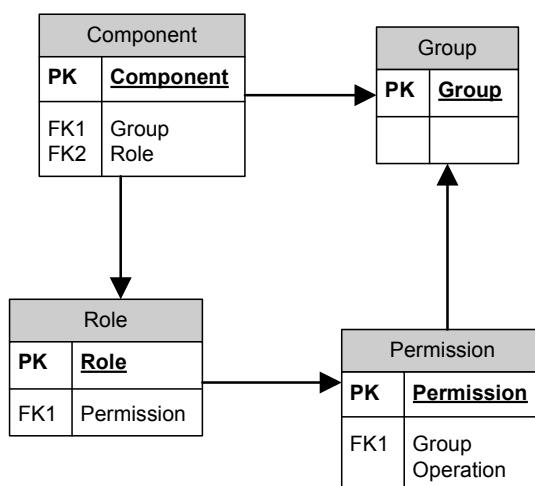 Component
PK Component
FK1 Group
FK2 Role
Group
PK Group
Role
PK Role
FK1 Permission
Permission
PK Permission
FK1 Group
Operation